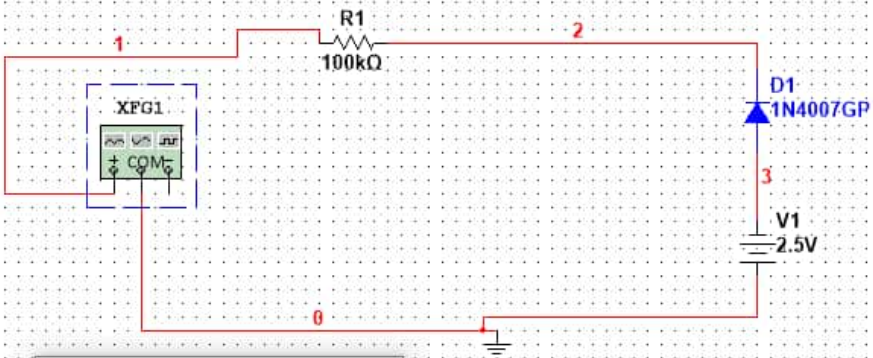 R1
1
2
100kΩ
D1
XFG1
1N4007GP
+ COM -
3
V1
2.5V
0